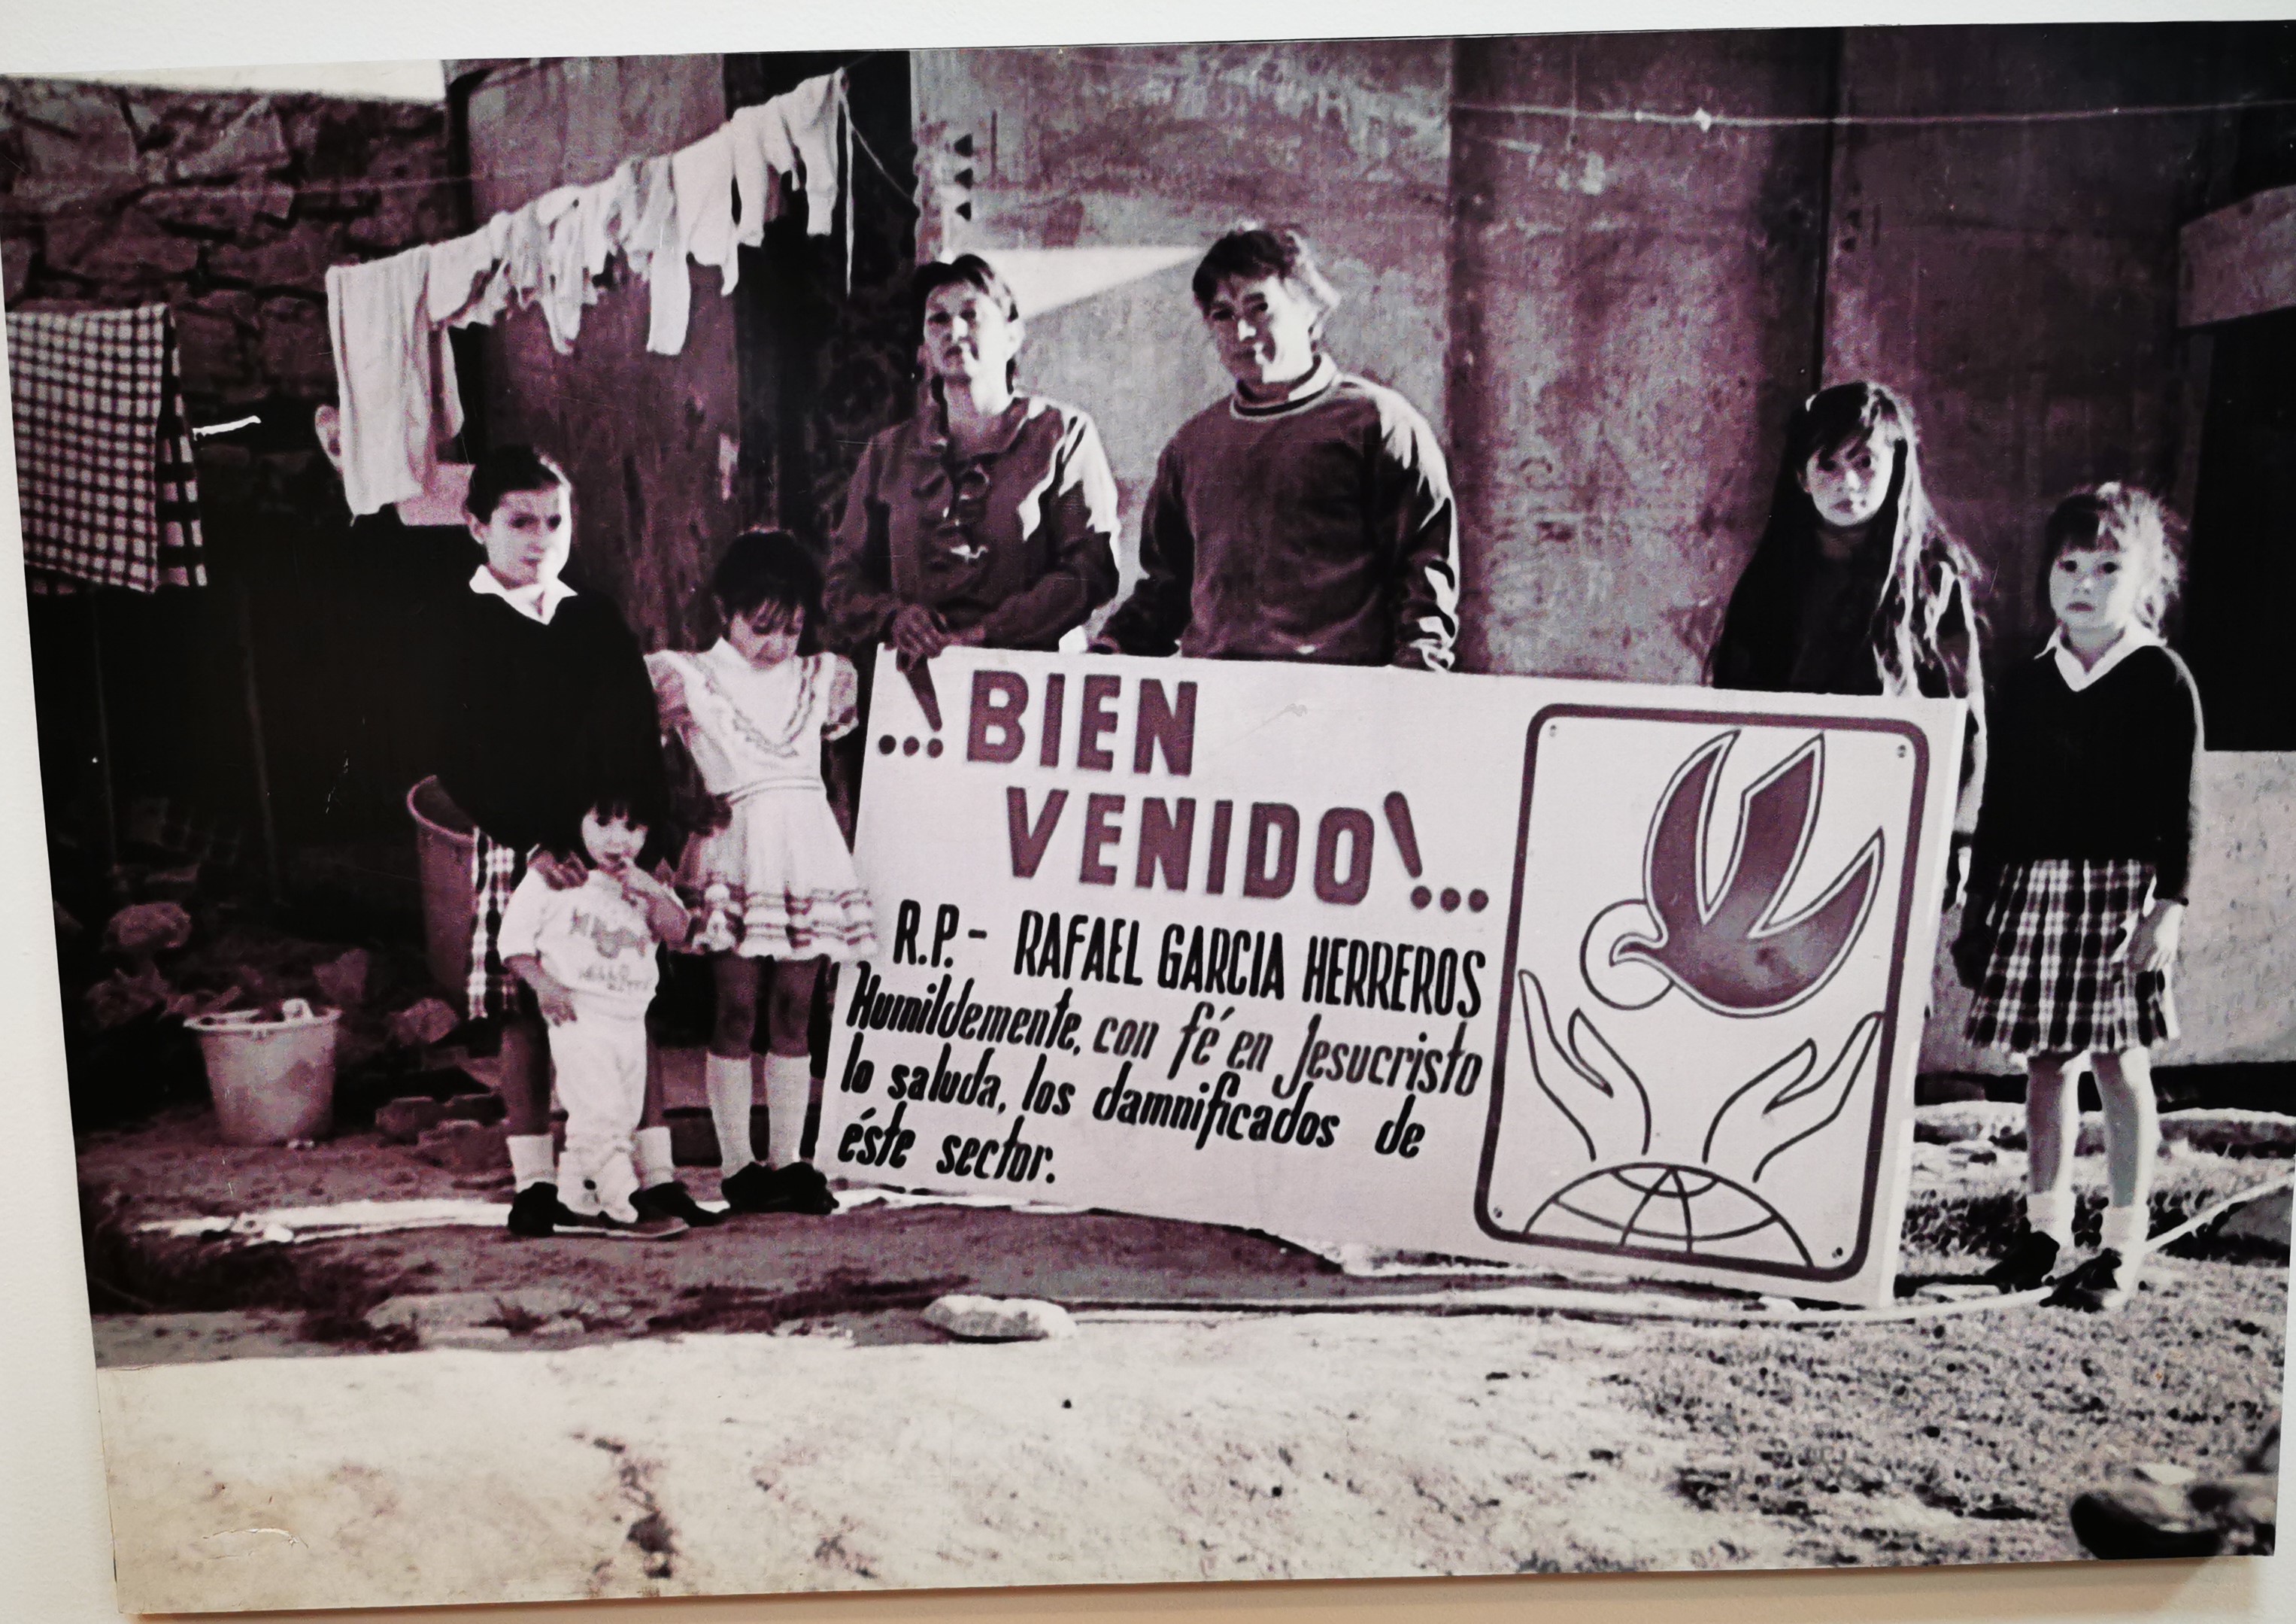 ...¡BIEN
VENIDO!...
R.P.- RAFAEL GARCIA HERREROS
Humildemente, con fé en Jesucristo
lo saluda, los damnificados de
éste sector.